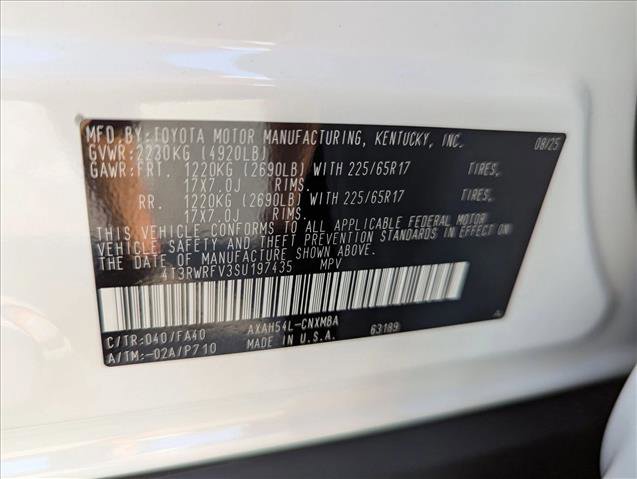 MFD BY:TOYOTA MOTOR MANUFACTURING, KENTUCKY, INC. 08/25
GVWR:2230KG (4920LB)
GAWR:FRT. 1220KG (2690LB) WITH 225/65R17 TIRES,
17X7.0J RIMS.
RR. 1220KG (2690LB) WITH 225/65R17 TIRES,
17X7.0J RIMS.
THIS VEHICLE CONFORMS TO ALL APPLICABLE FEDERAL MOTOR
VEHICLE SAFETY AND THEFT PREVENTION STANDARDS IN EFFECT ON
THE DATE OF MANUFACTURE SHOWN ABOVE.
4T3RWRFV3SU197435 MPV
C/TR:040/FA40 AXAH54L-CNXMBA 63189
A/TM:-02A/P710 MADE IN U.S.A.